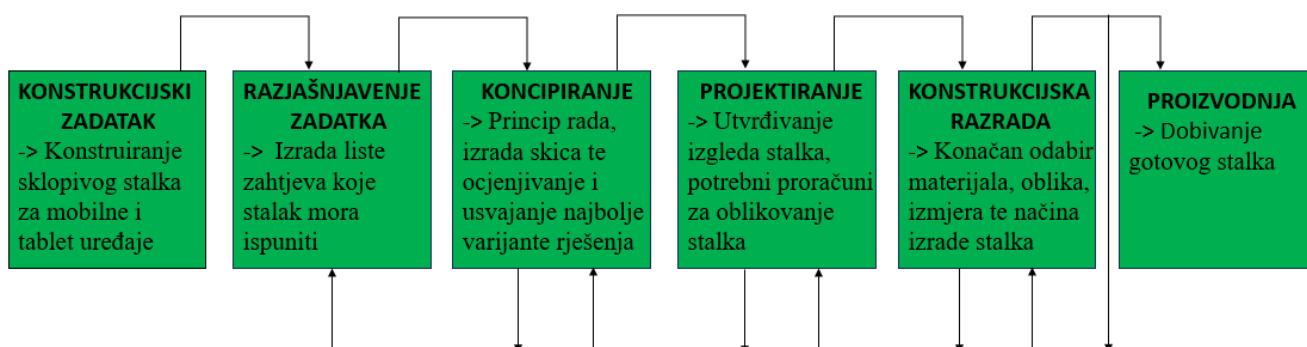 KONSTRUKCIJSKI
ZADATAK
-> Konstruiranje
sklopivog stalka
za mobilne i
tablet uređaje
RAZJAŠNJAVENJE
ZADATKA
-> Izrada liste
zahtjeva koje
stalak mora
ispuniti
KONCIPIRANJE
-> Princip rada,
izrada skica te
ocjenjivanje i
usvajanje najbolje
varijante rješenja
PROJEKTIRANJE
-> Utvrđivanje
izgleda stalka,
potrebni proračuni
za oblikovanje
stalka
KONSTRUKCIJSKA
RAZRADA
-> Konačan odabir
materijala, oblika,
izmjera te načina
izrade stalka
PROIZVODNJA
-> Dobivanje
gotovog stalka